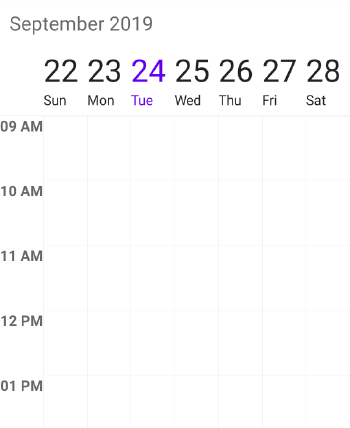 September 2019
22 23 24 25 26 27 28
Sun Mon Tue Wed Thu Fri Sat
09 AM
10 AM
11 AM
12 PM
01 PM